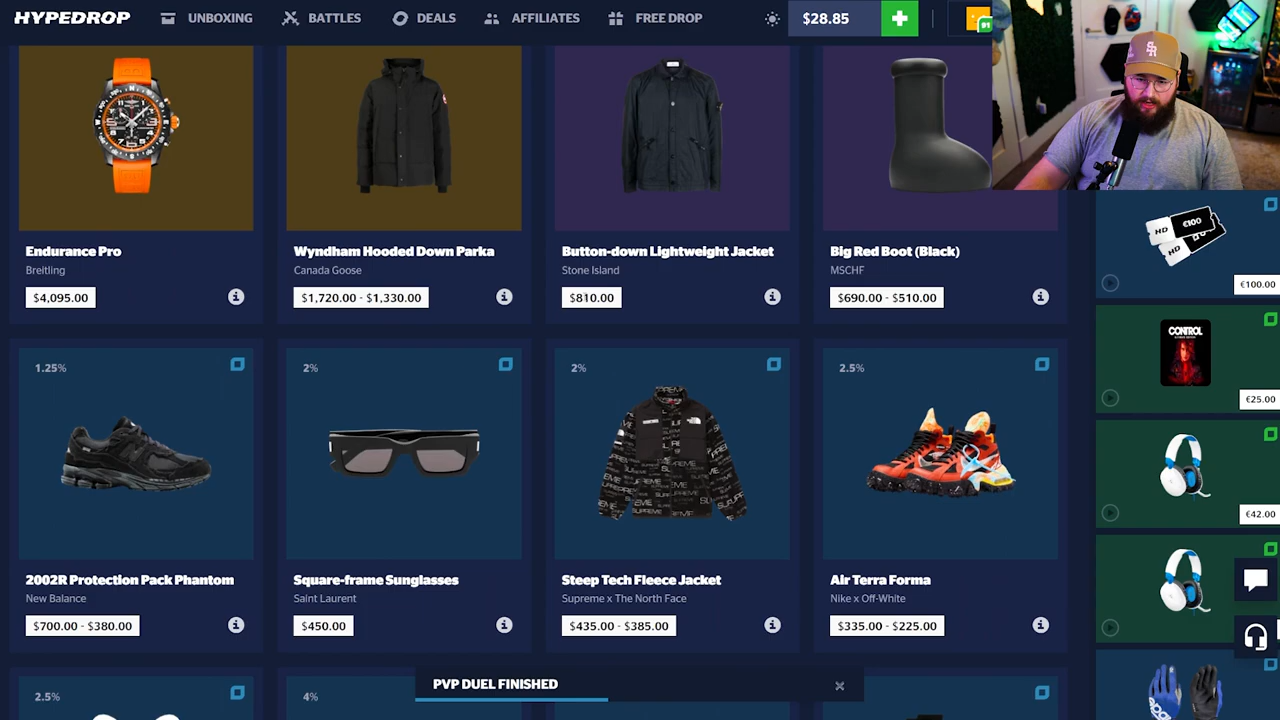 HYPEDROP
UNBOXING
BATTLES
DEALS
AFFILIATES
FREE DROP
$28.85
Endurance Pro
Breitling
$4,095.00
Wyndham Hooded Down Parka
Canada Goose
$1,720.00 - $1,330.00
Button-down Lightweight Jacket
Stone Island
$810.00
Big Red Boot (Black)
MSCHF
$690.00 - $510.00
1.25%
2002R Protection Pack Phantom
New Balance
$700.00 - $380.00
2%
Square-frame Sunglasses
Saint Laurent
$450.00
2%
Steep Tech Fleece Jacket
Supreme x The North Face
$435.00 - $385.00
2.5%
Air Terra Forma
Nike x Off-White
$335.00 - $225.00
2.5%
4%
PVP DUEL FINISHED
SR
HD
€100
HD
€100.00
CONTROL
€25.00
€42.00